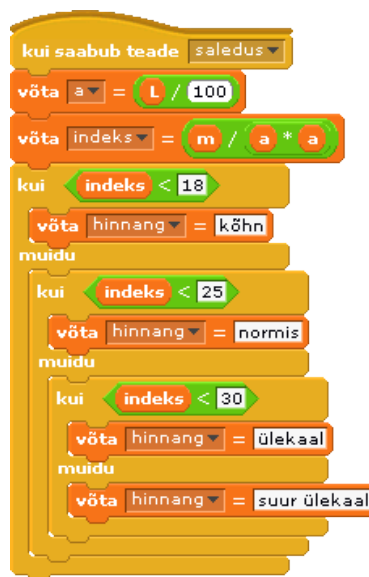 kui saabub teade saledus
võta a = L / 100
võta indeks = m / a * a
kui indeks < 18
võta hinnang = kõhn
muidu
kui indeks < 25
võta hinnang = normis
muidu
kui indeks < 30
võta hinnang = ülekaal
muidu
võta hinnang = suur ülekaal